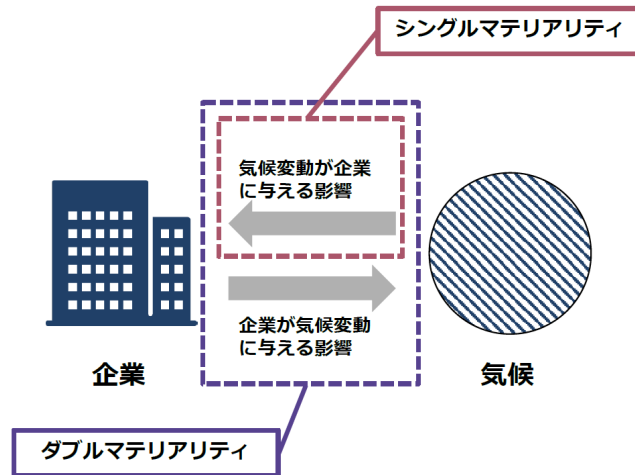 シングルマテリアリティ
気候変動が企業
に与える影響
企業が気候変動
に与える影響
企業
気候
ダブルマテリアリティ